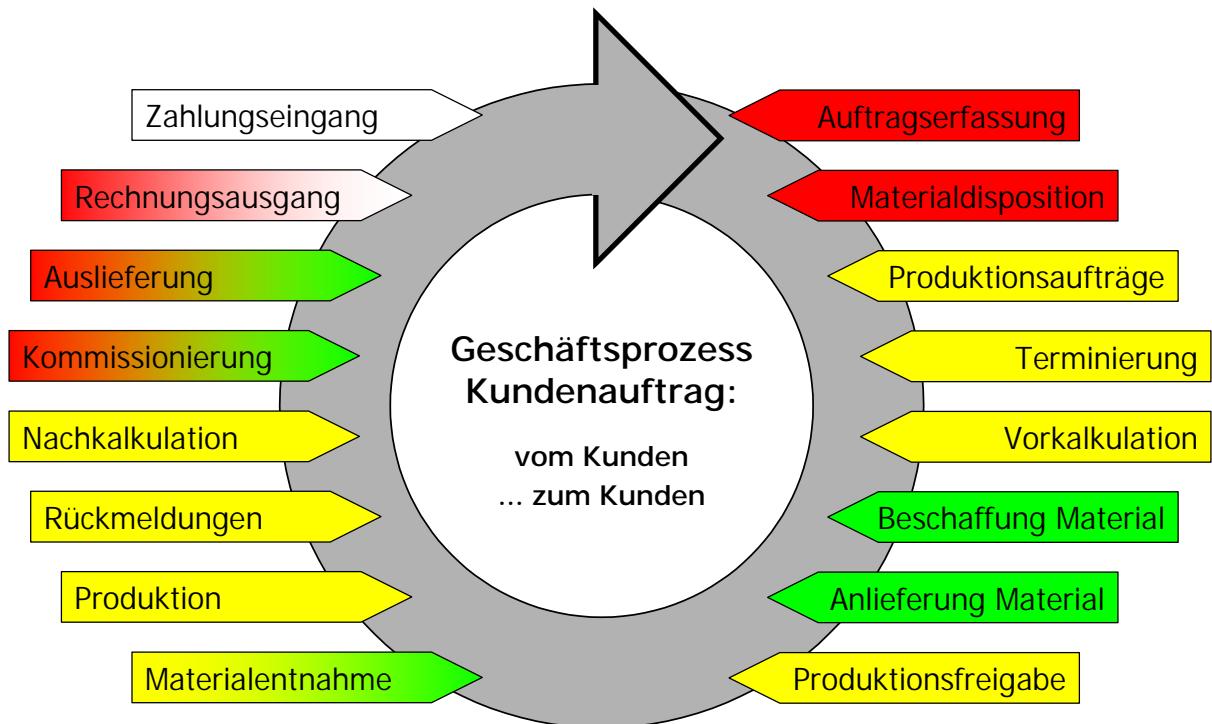 Zahlungseingang
Rechnungsausgang
Auslieferung
Kommissionierung
Nachkalkulation
Rückmeldungen
Produktion
Materialentnahme
Geschäftsprozess
Kundenauftrag:
vom Kunden
... zum Kunden
Auftragserfassung
Materialdisposition
Produktionsaufträge
Terminierung
Vorkalkulation
Beschaffung Material
Anlieferung Material
Produktionsfreigabe